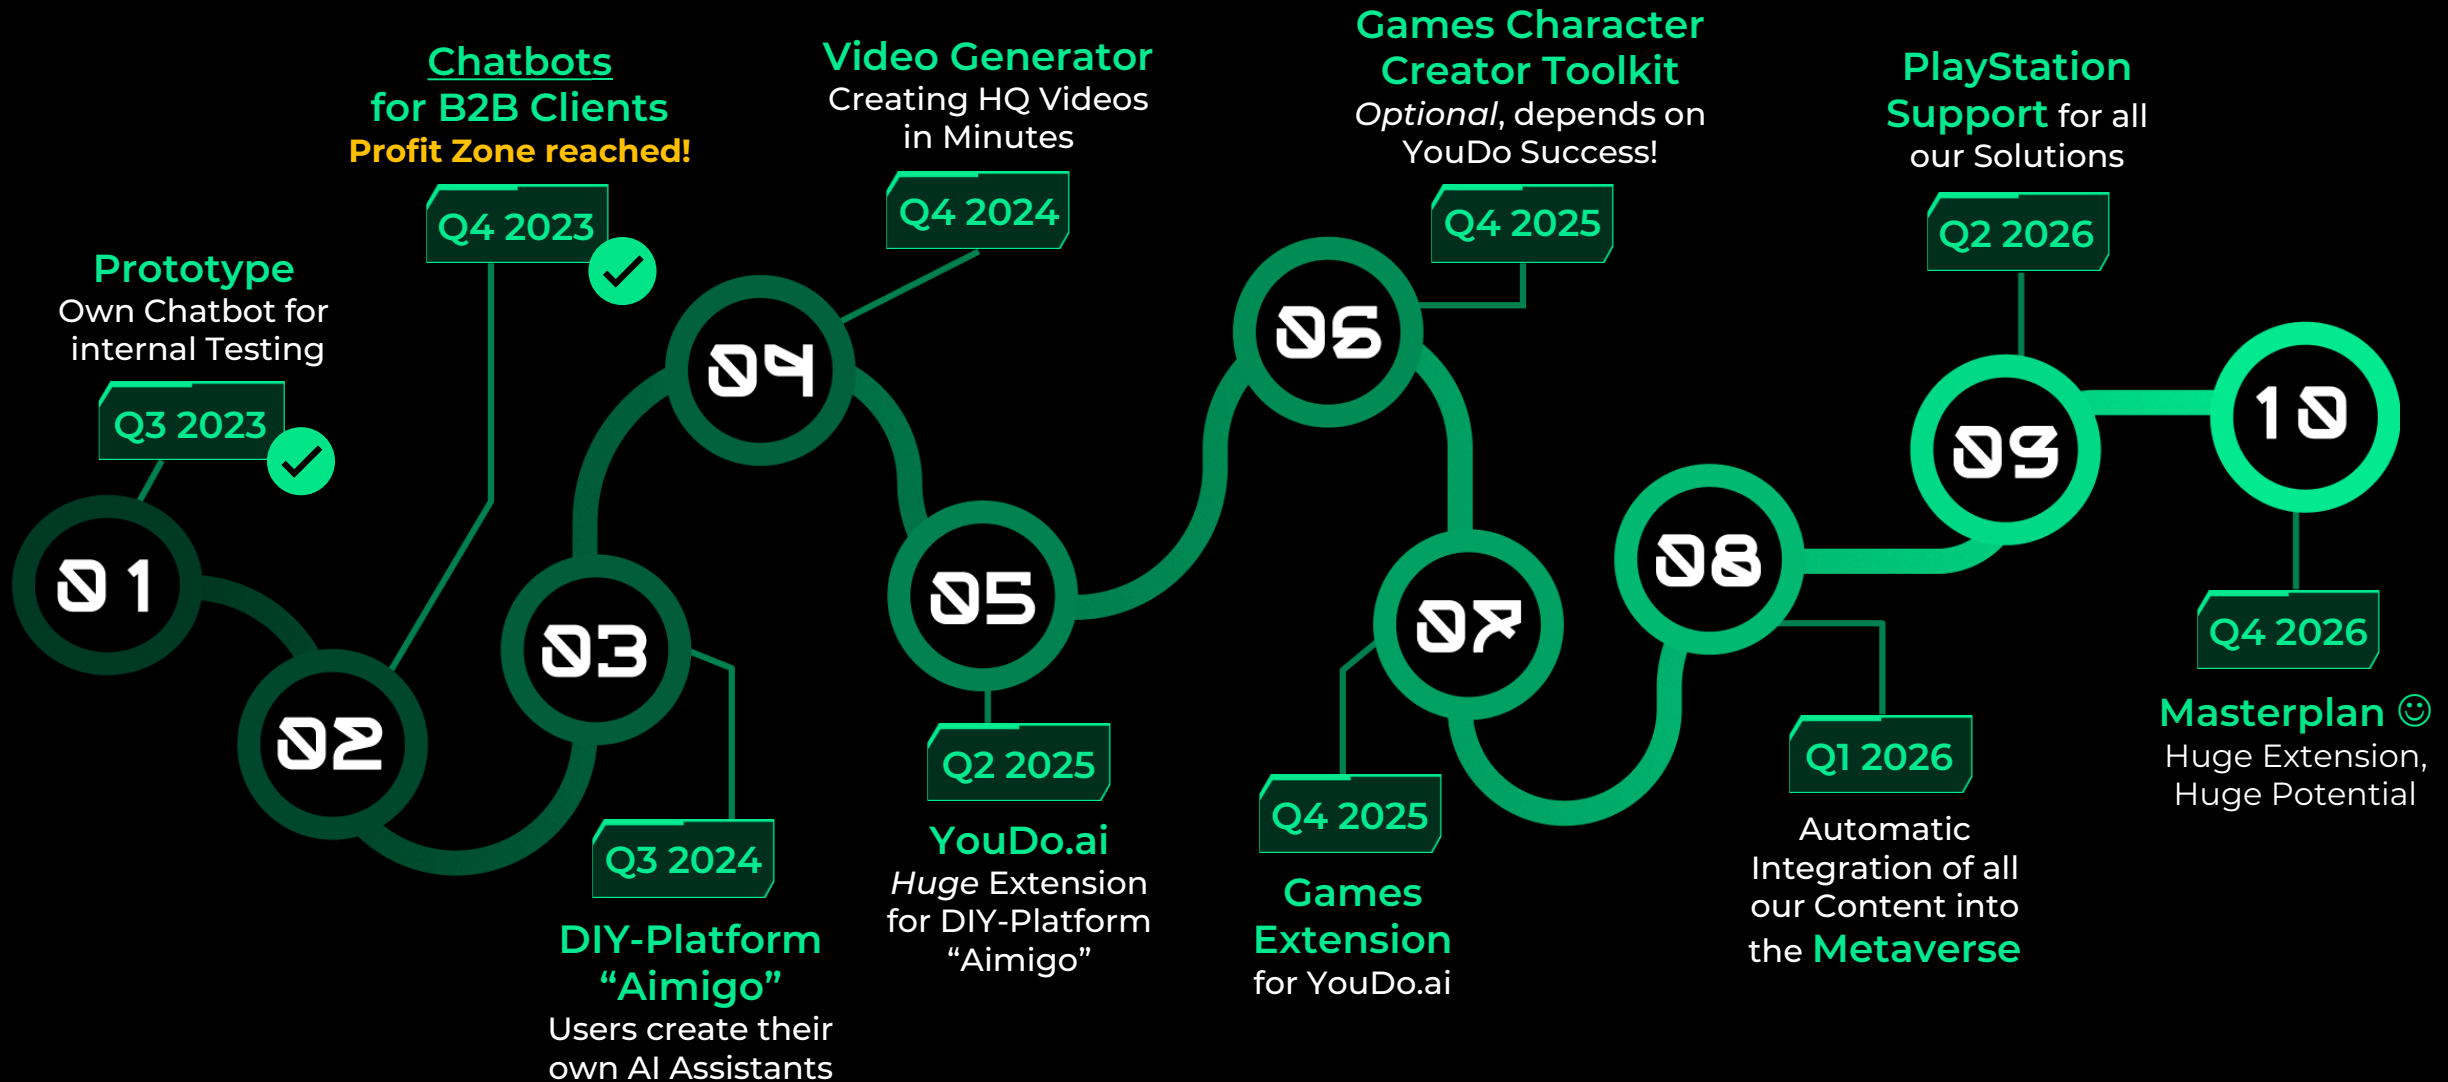 Prototype
Own Chatbot for
internal Testing
Q3 2023
01
Chatbots
for B2B Clients
Profit Zone reached!
Q4 2023
02
03
Q3 2024
DIY-Platform
“Aimigo”
Users create their
own AI Assistants
Video Generator
Creating HQ Videos
in Minutes
Q4 2024
04
05
Q2 2025
YouDo.ai
Huge Extension
for DIY-Platform
“Aimigo”
Games Character
Creator Toolkit
Optional, depends on
YouDo Success!
Q4 2025
06
07
Q4 2025
Games
Extension
for YouDo.ai
08
Q1 2026
Automatic
Integration of all
our Content into
the Metaverse
PlayStation
Support for all
our Solutions
Q2 2026
09
10
Q4 2026
Masterplan ☺
Huge Extension,
Huge Potential